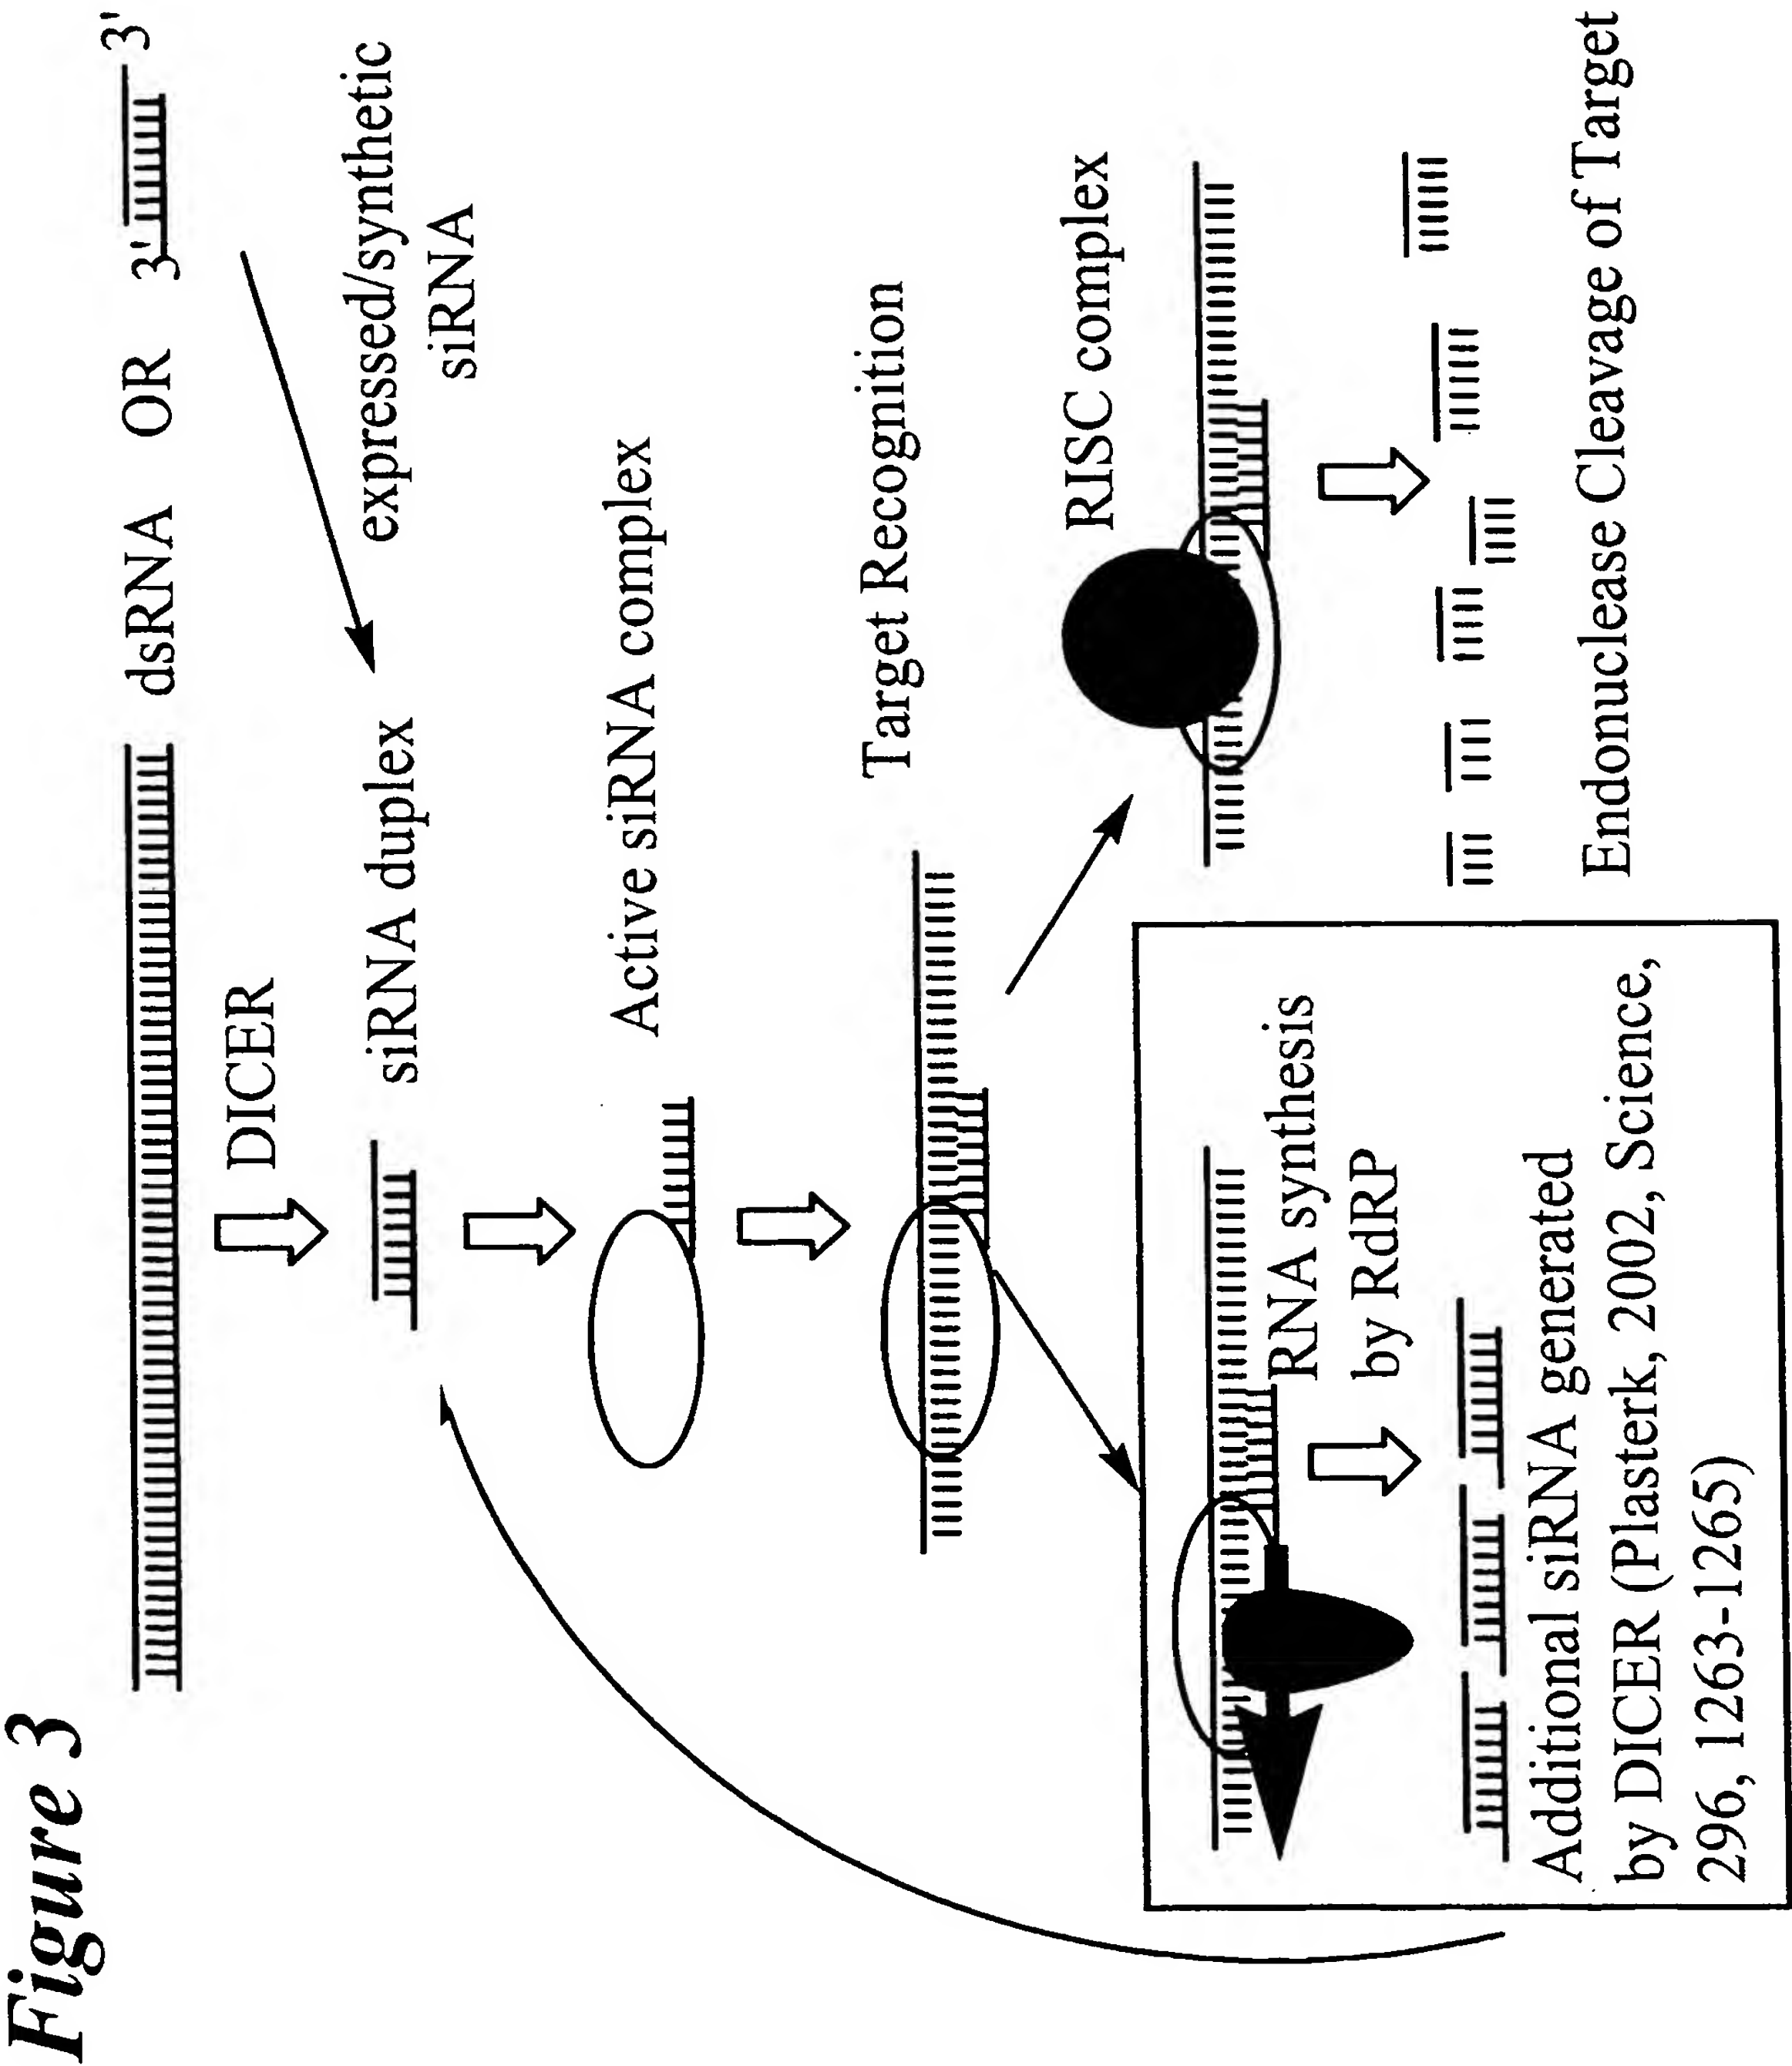 Figure 3
dsRNA OR 3' 3'
DICER
expressed/synthetic
siRNA
siRNA duplex
Active siRNA complex
Target Recognition
RISC complex
RNA synthesis
by RdRP
Additional siRNA generated
by DICER (Plasterk, 2002, Science,
296, 1263-1265)
Endonuclease Cleavage of Target